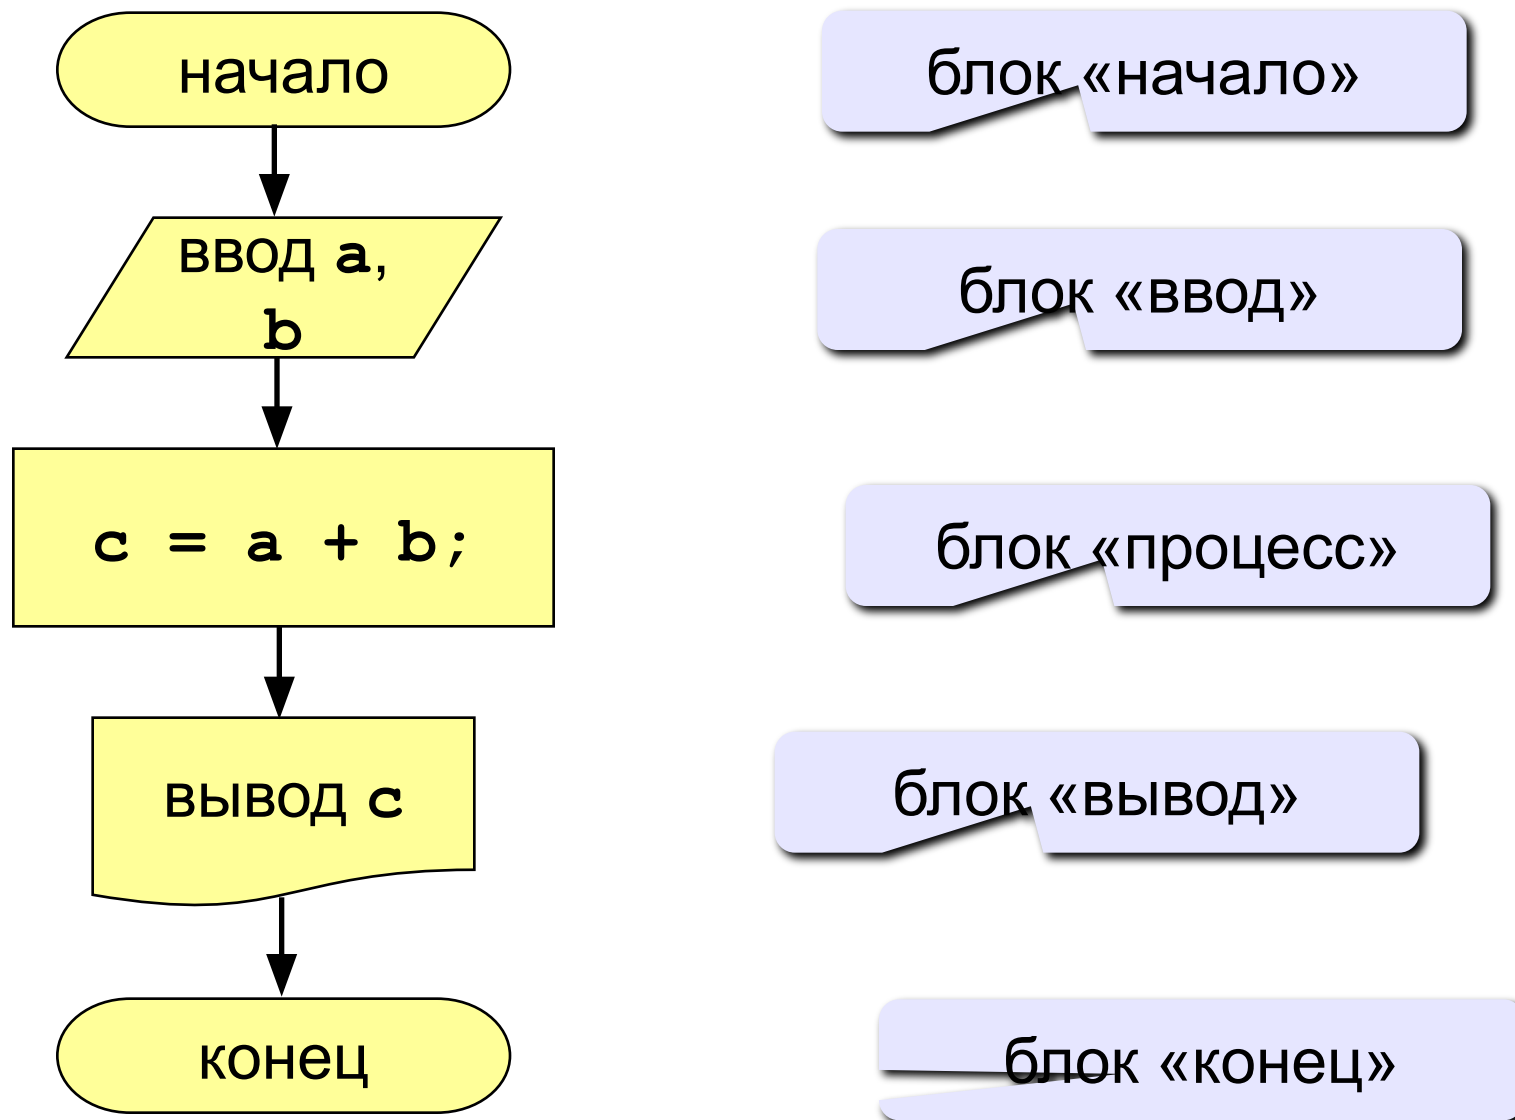 начало
блок «начало»
ввод a,
b
блок «ввод»
c = a + b;
блок «процесс»
вывод c
блок «вывод»
конец
блок «конец»